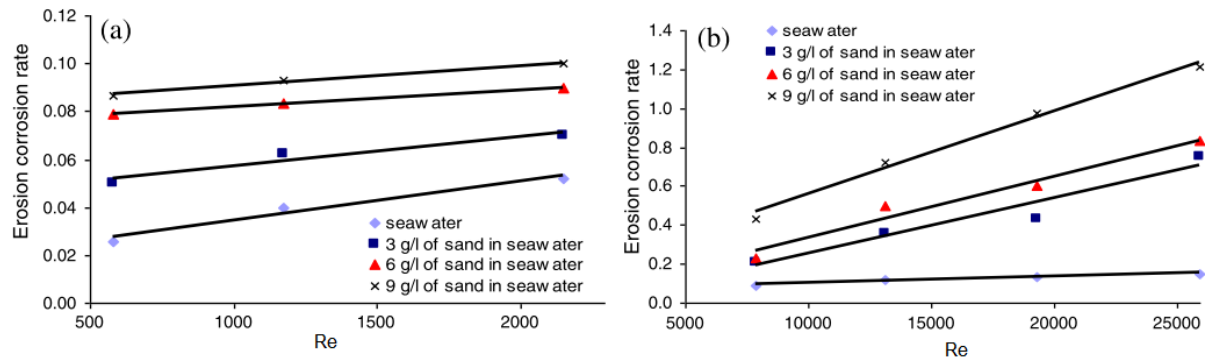 (a)
Erosion corrosion rate
0.12
0.10
0.08
0.06
0.04
0.02
0.00
500
1000
1500
2000
Re
seaw ater
3 g/l of sand in seaw ater
6 g/l of sand in seaw ater
9 g/l of sand in seaw ater
(b)
Erosion corrosion rate
1.4
1.2
1.0
0.8
0.6
0.4
0.2
0.0
5000
10000
15000
20000
25000
Re
seaw ater
3 g/l of sand in seaw ater
6 g/l of sand in seaw ater
9 g/l of sand in seaw ater